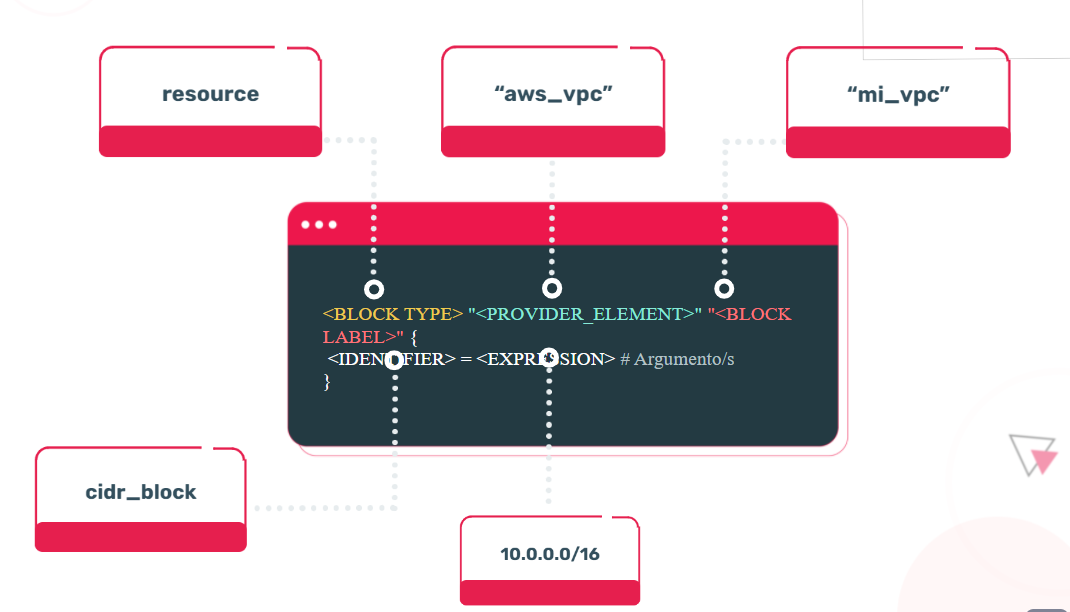 resource
“aws_vpc”
“mi_vpc”
<BLOCK TYPE> "<PROVIDER_ELEMENT>" "<BLOCK
LABEL>" {
<IDENTIFIER> = <EXPRESSION> # Argumento/s
}
cidr_block
10.0.0.0/16